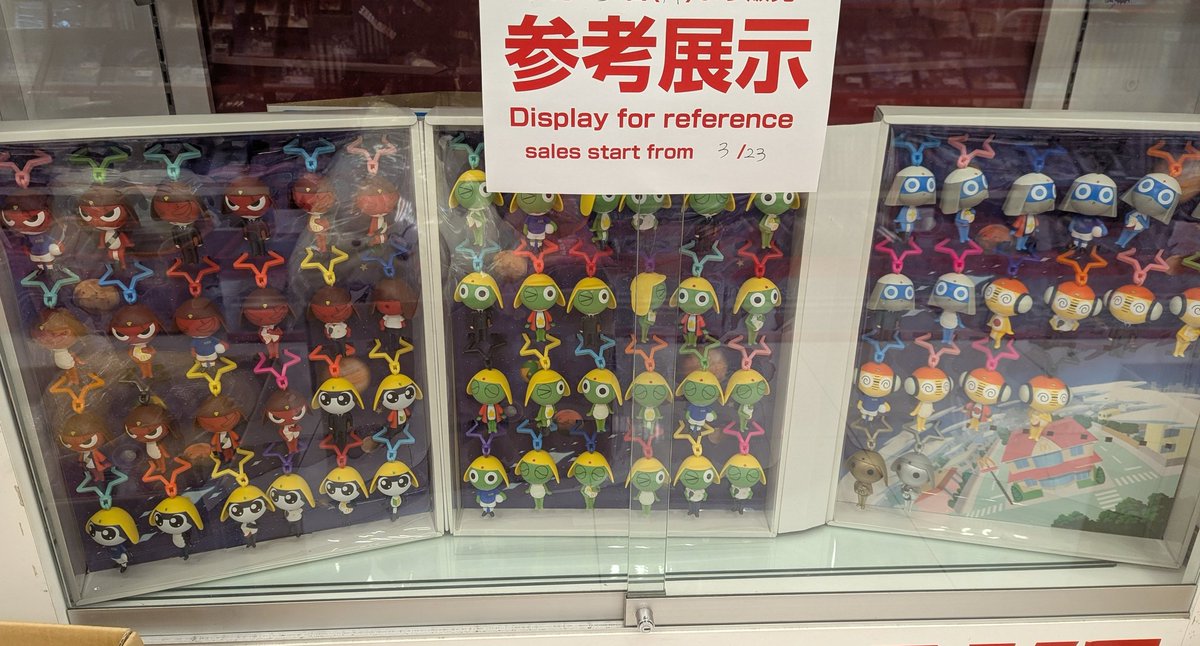 参考展示
Display for reference
sales start from 3/23